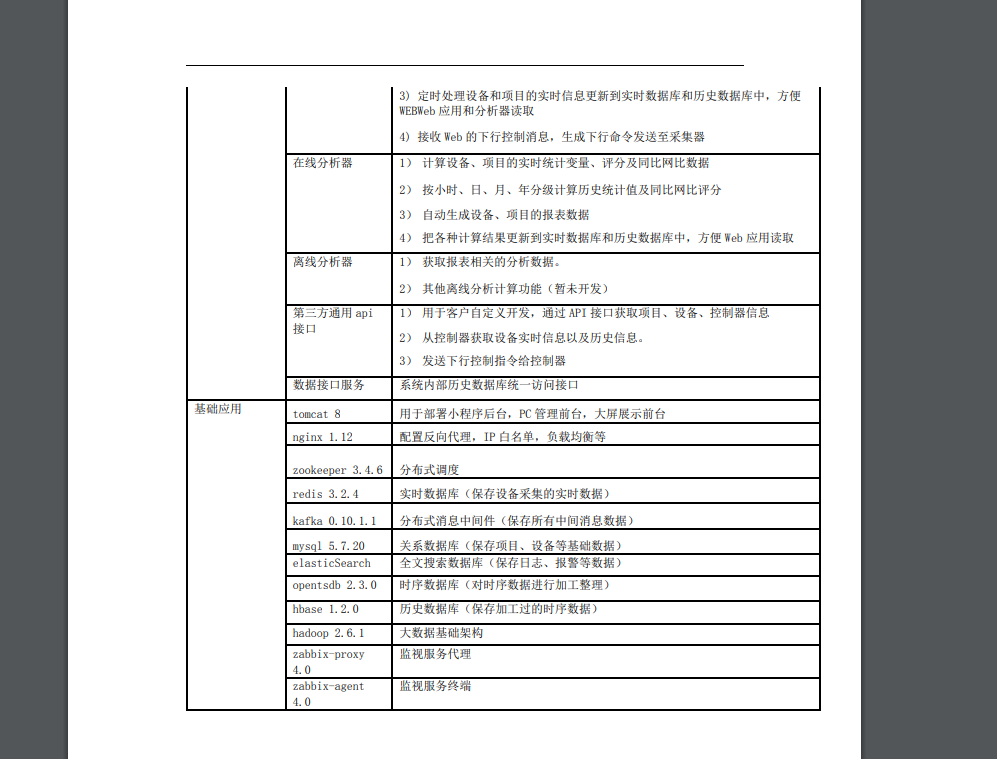 3) 定时处理设备和项目的实时信息更新到实时数据库和历史数据库中，方便
WEBWeb 应用和分析器读取
4) 接收 Web 的下行控制消息，生成下行命令发送至采集器
在线分析器
1） 计算设备、项目的实时统计变量、评分及同比网比数据
2） 按小时、日、月、年分级计算历史统计值及同比网比评分
3） 自动生成设备、项目的报表数据
4） 把各种计算结果更新到实时数据库和历史数据库中，方便 Web 应用读取
离线分析器
1） 获取报表相关的分析数据。
2） 其他离线分析计算功能（暂未开发）
第三方通用 api
接口
1） 用于客户自定义开发，通过 API 接口获取项目、设备、控制器信息
2） 从控制器获取设备实时信息以及历史信息。
3） 发送下行控制指令给控制器
数据接口服务
系统内部历史数据库统一访问接口
基础应用
tomcat 8
用于部署小程序后台，PC 管理前台，大屏展示前台
nginx 1.12
配置反向代理，IP 白名单，负载均衡等
zookeeper 3.4.6
分布式调度
redis 3.2.4
实时数据库（保存设备采集的实时数据）
kafka 0.10.1.1
分布式消息中间件（保存所有中间消息数据）
mysql 5.7.20
关系数据库（保存项目、设备等基础数据）
elasticSearch
全文搜索数据库（保存日志、报警等数据）
opentsdb 2.3.0
时序数据库（对时序数据进行加工整理）
hbase 1.2.0
历史数据库（保存加工过的时序数据）
hadoop 2.6.1
大数据基础架构
zabbix-proxy
4.0
监视服务代理
zabbix-agent
4.0
监视服务终端